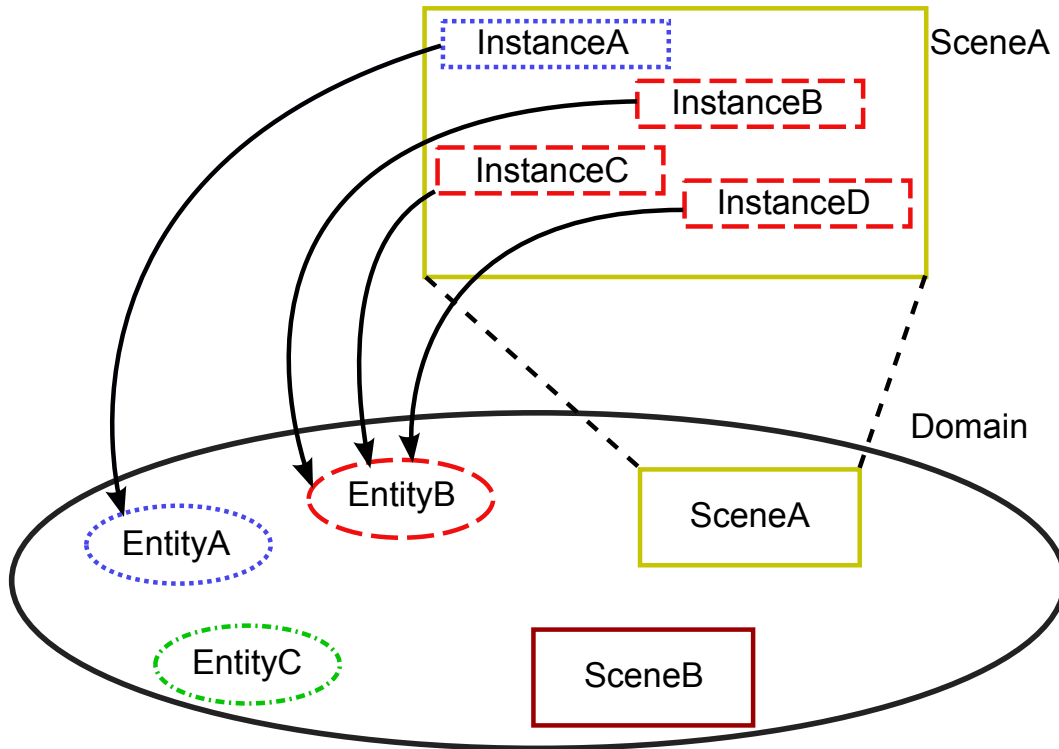 InstanceA
SceneA
InstanceB
InstanceC
InstanceD
Domain
EntityB
SceneA
EntityA
EntityC
SceneB